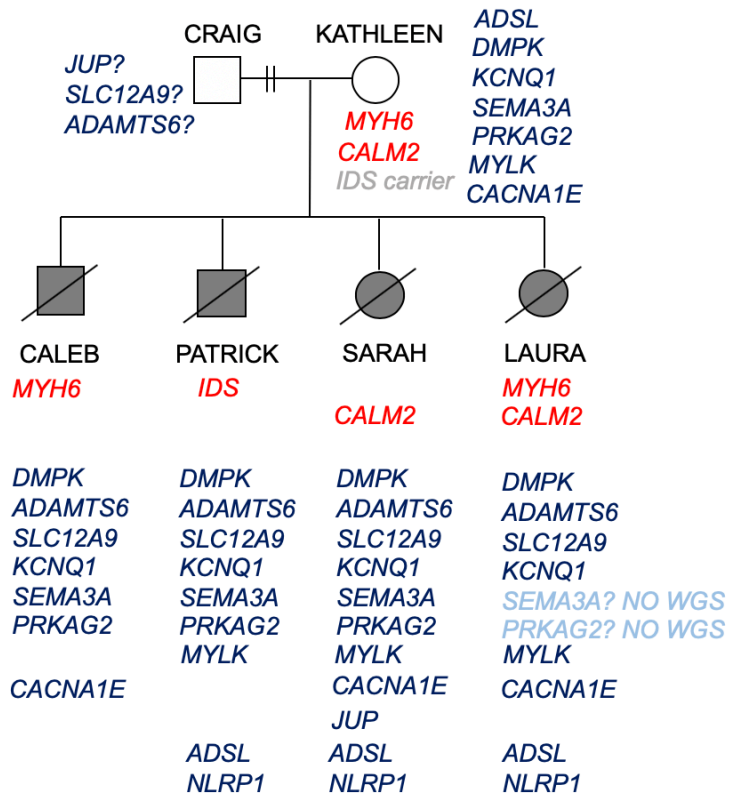 CRAIG
KATHLEEN
JUP?
SLC12A9?
ADAMTS6?
MYH6
CALM2
IDS carrier
ADSL
DMPK
KCNQ1
SEMA3A
PRKAG2
MYLK
CACNA1E
CALEB
MYH6
DMPK
ADAMTS6
SLC12A9
KCNQ1
SEMA3A
PRKAG2
CACNA1E
PATRICK
IDS
DMPK
ADAMTS6
SLC12A9
KCNQ1
SEMA3A
PRKAG2
MYLK
ADSL
NLRP1
SARAH
CALM2
DMPK
ADAMTS6
SLC12A9
KCNQ1
SEMA3A
PRKAG2
MYLK
CACNA1E
JUP
ADSL
NLRP1
LAURA
MYH6
CALM2
DMPK
ADAMTS6
SLC12A9
KCNQ1
SEMA3A? NO WGS
PRKAG2? NO WGS
MYLK
CACNA1E
ADSL
NLRP1